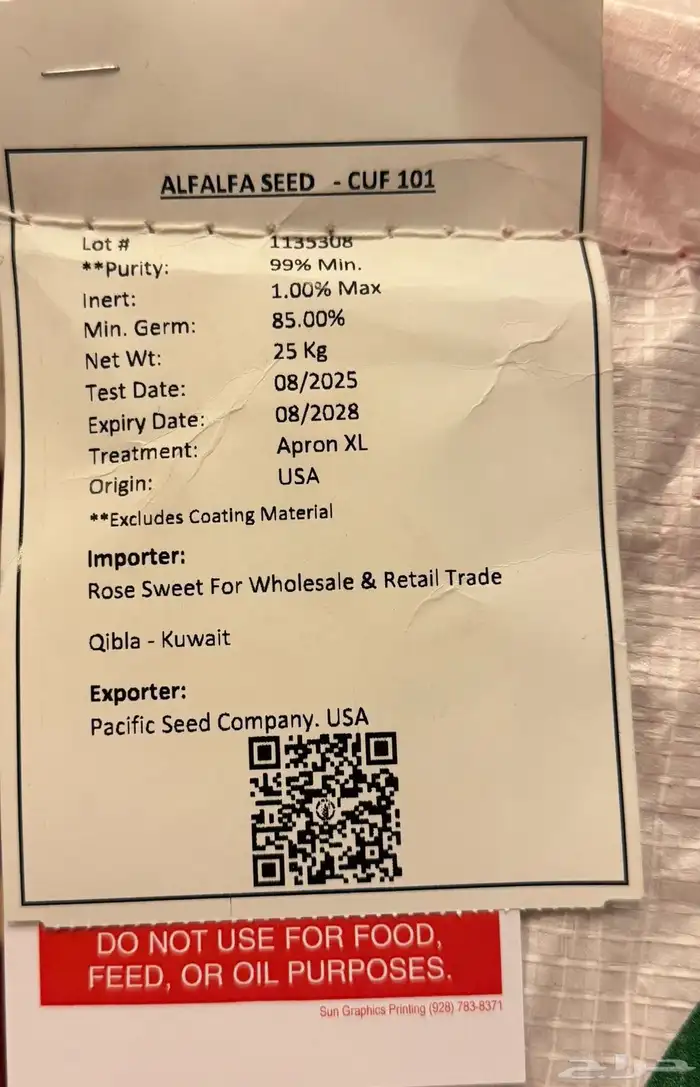 ALFALFA SEED - CUF 101
Lot # 1135308
**Purity: 99% Min.
Inert: 1.00% Max
Min. Germ: 85.00%
Net Wt: 25 Kg
Test Date: 08/2025
Expiry Date: 08/2028
Treatment: Apron XL
Origin: USA
**Excludes Coating Material
Importer:
Rose Sweet For Wholesale & Retail Trade
Qibla - Kuwait
Exporter:
Pacific Seed Company. USA
DO NOT USE FOR FOOD,
FEED, OR OIL PURPOSES.
Sun Graphics Printing (928) 783-8371
حراج